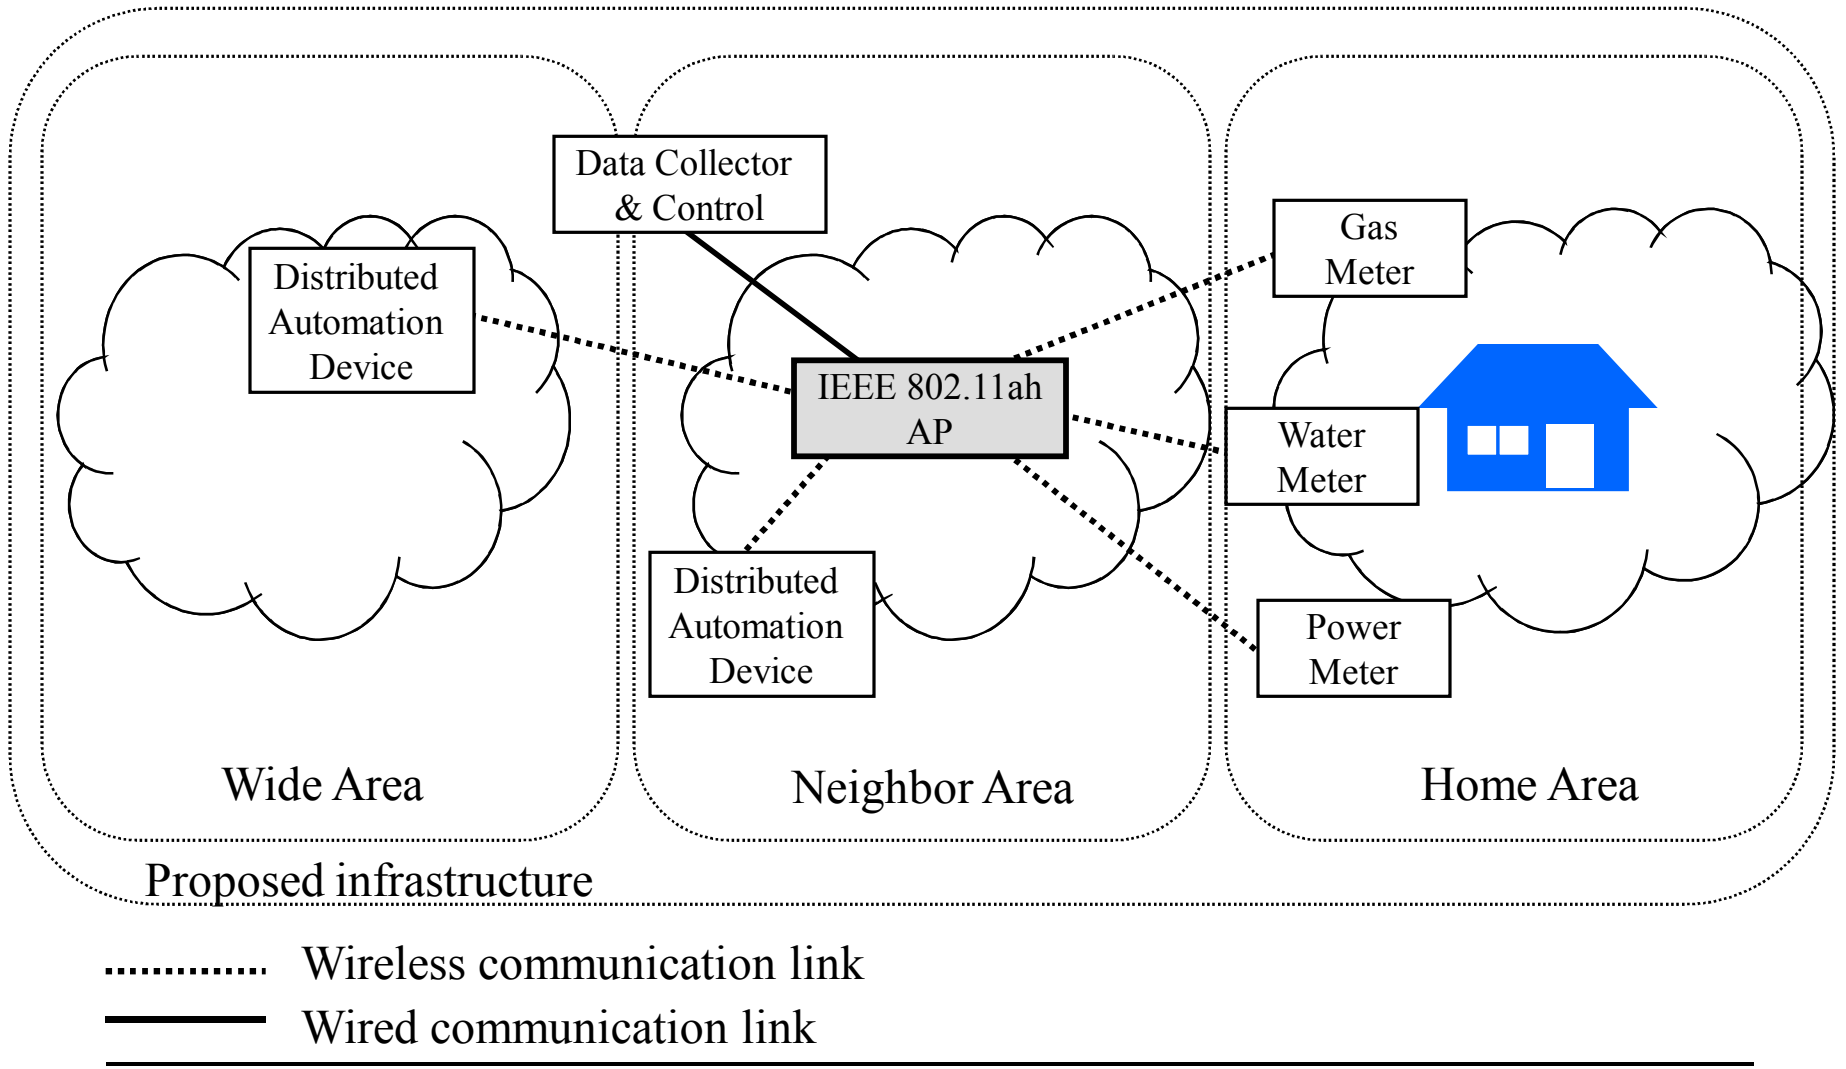 Data Collector
& Control
Distributed
Automation
Device
IEEE 802.11ah
AP
Gas
Meter
Water
Meter
Distributed
Automation
Device
Power
Meter
Wide Area
Neighbor Area
Home Area
Proposed infrastructure
Wireless communication link
Wired communication link